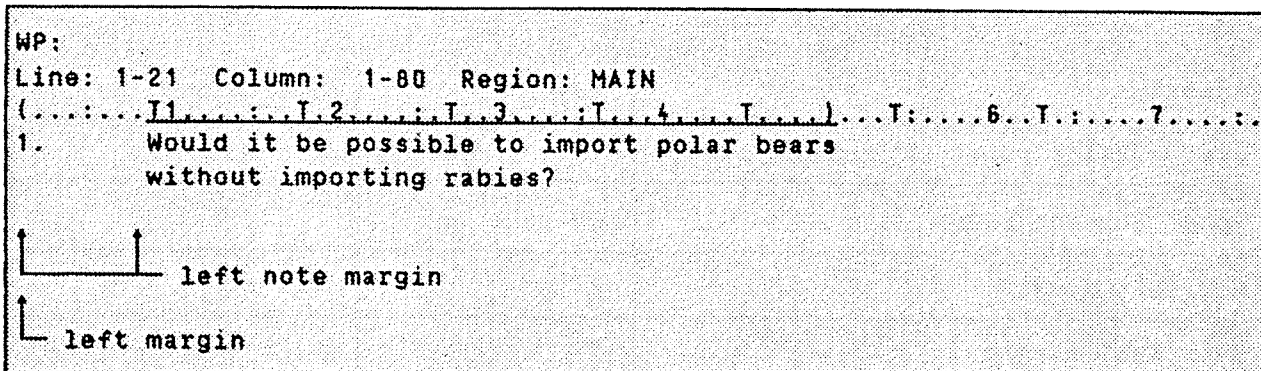 WP:
Line: 1-21  Column:  1-80  Region: MAIN
(...:...T1....:..T.2....:.T..3....:T...4....T....)...T:....6..T.:....7....:.
1.      Would it be possible to import polar bears
        without importing rabies?
left note margin
left margin